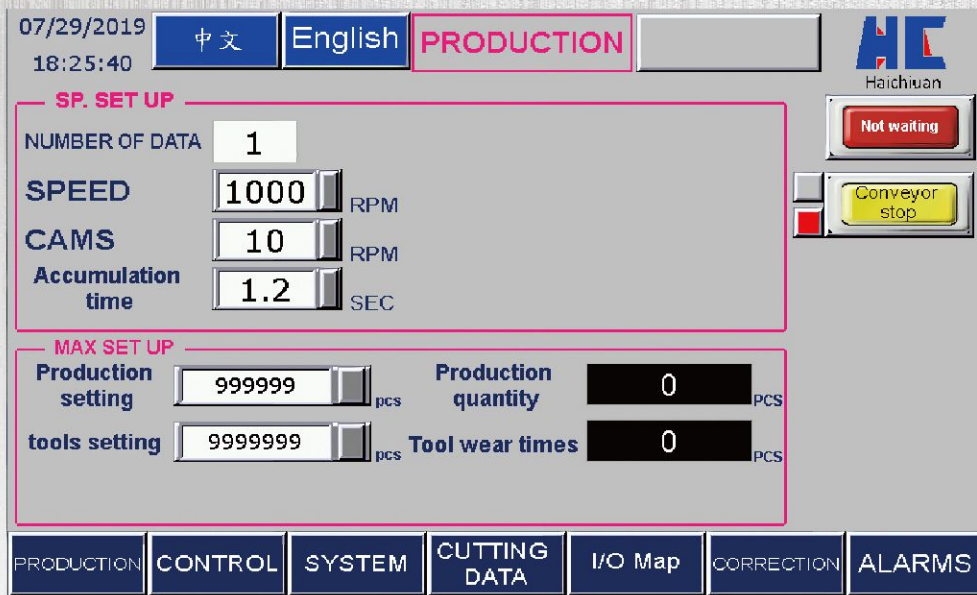 07/29/2019
18:25:40
中文
English
PRODUCTION
HC
Haichiuan
SP. SET UP
NUMBER OF DATA 1
SPEED 1000 RPM
CAMS 10 RPM
Accumulation
time 1.2 SEC
Not waiting
Conveyor
stop
MAX SET UP
Production
setting 999999 pcs
Production
quantity 0 PCS
tools setting 9999999 pcs
Tool wear times 0 PCS
PRODUCTION
CONTROL
SYSTEM
CUTTING
DATA
I/O Map
CORRECTION
ALARMS